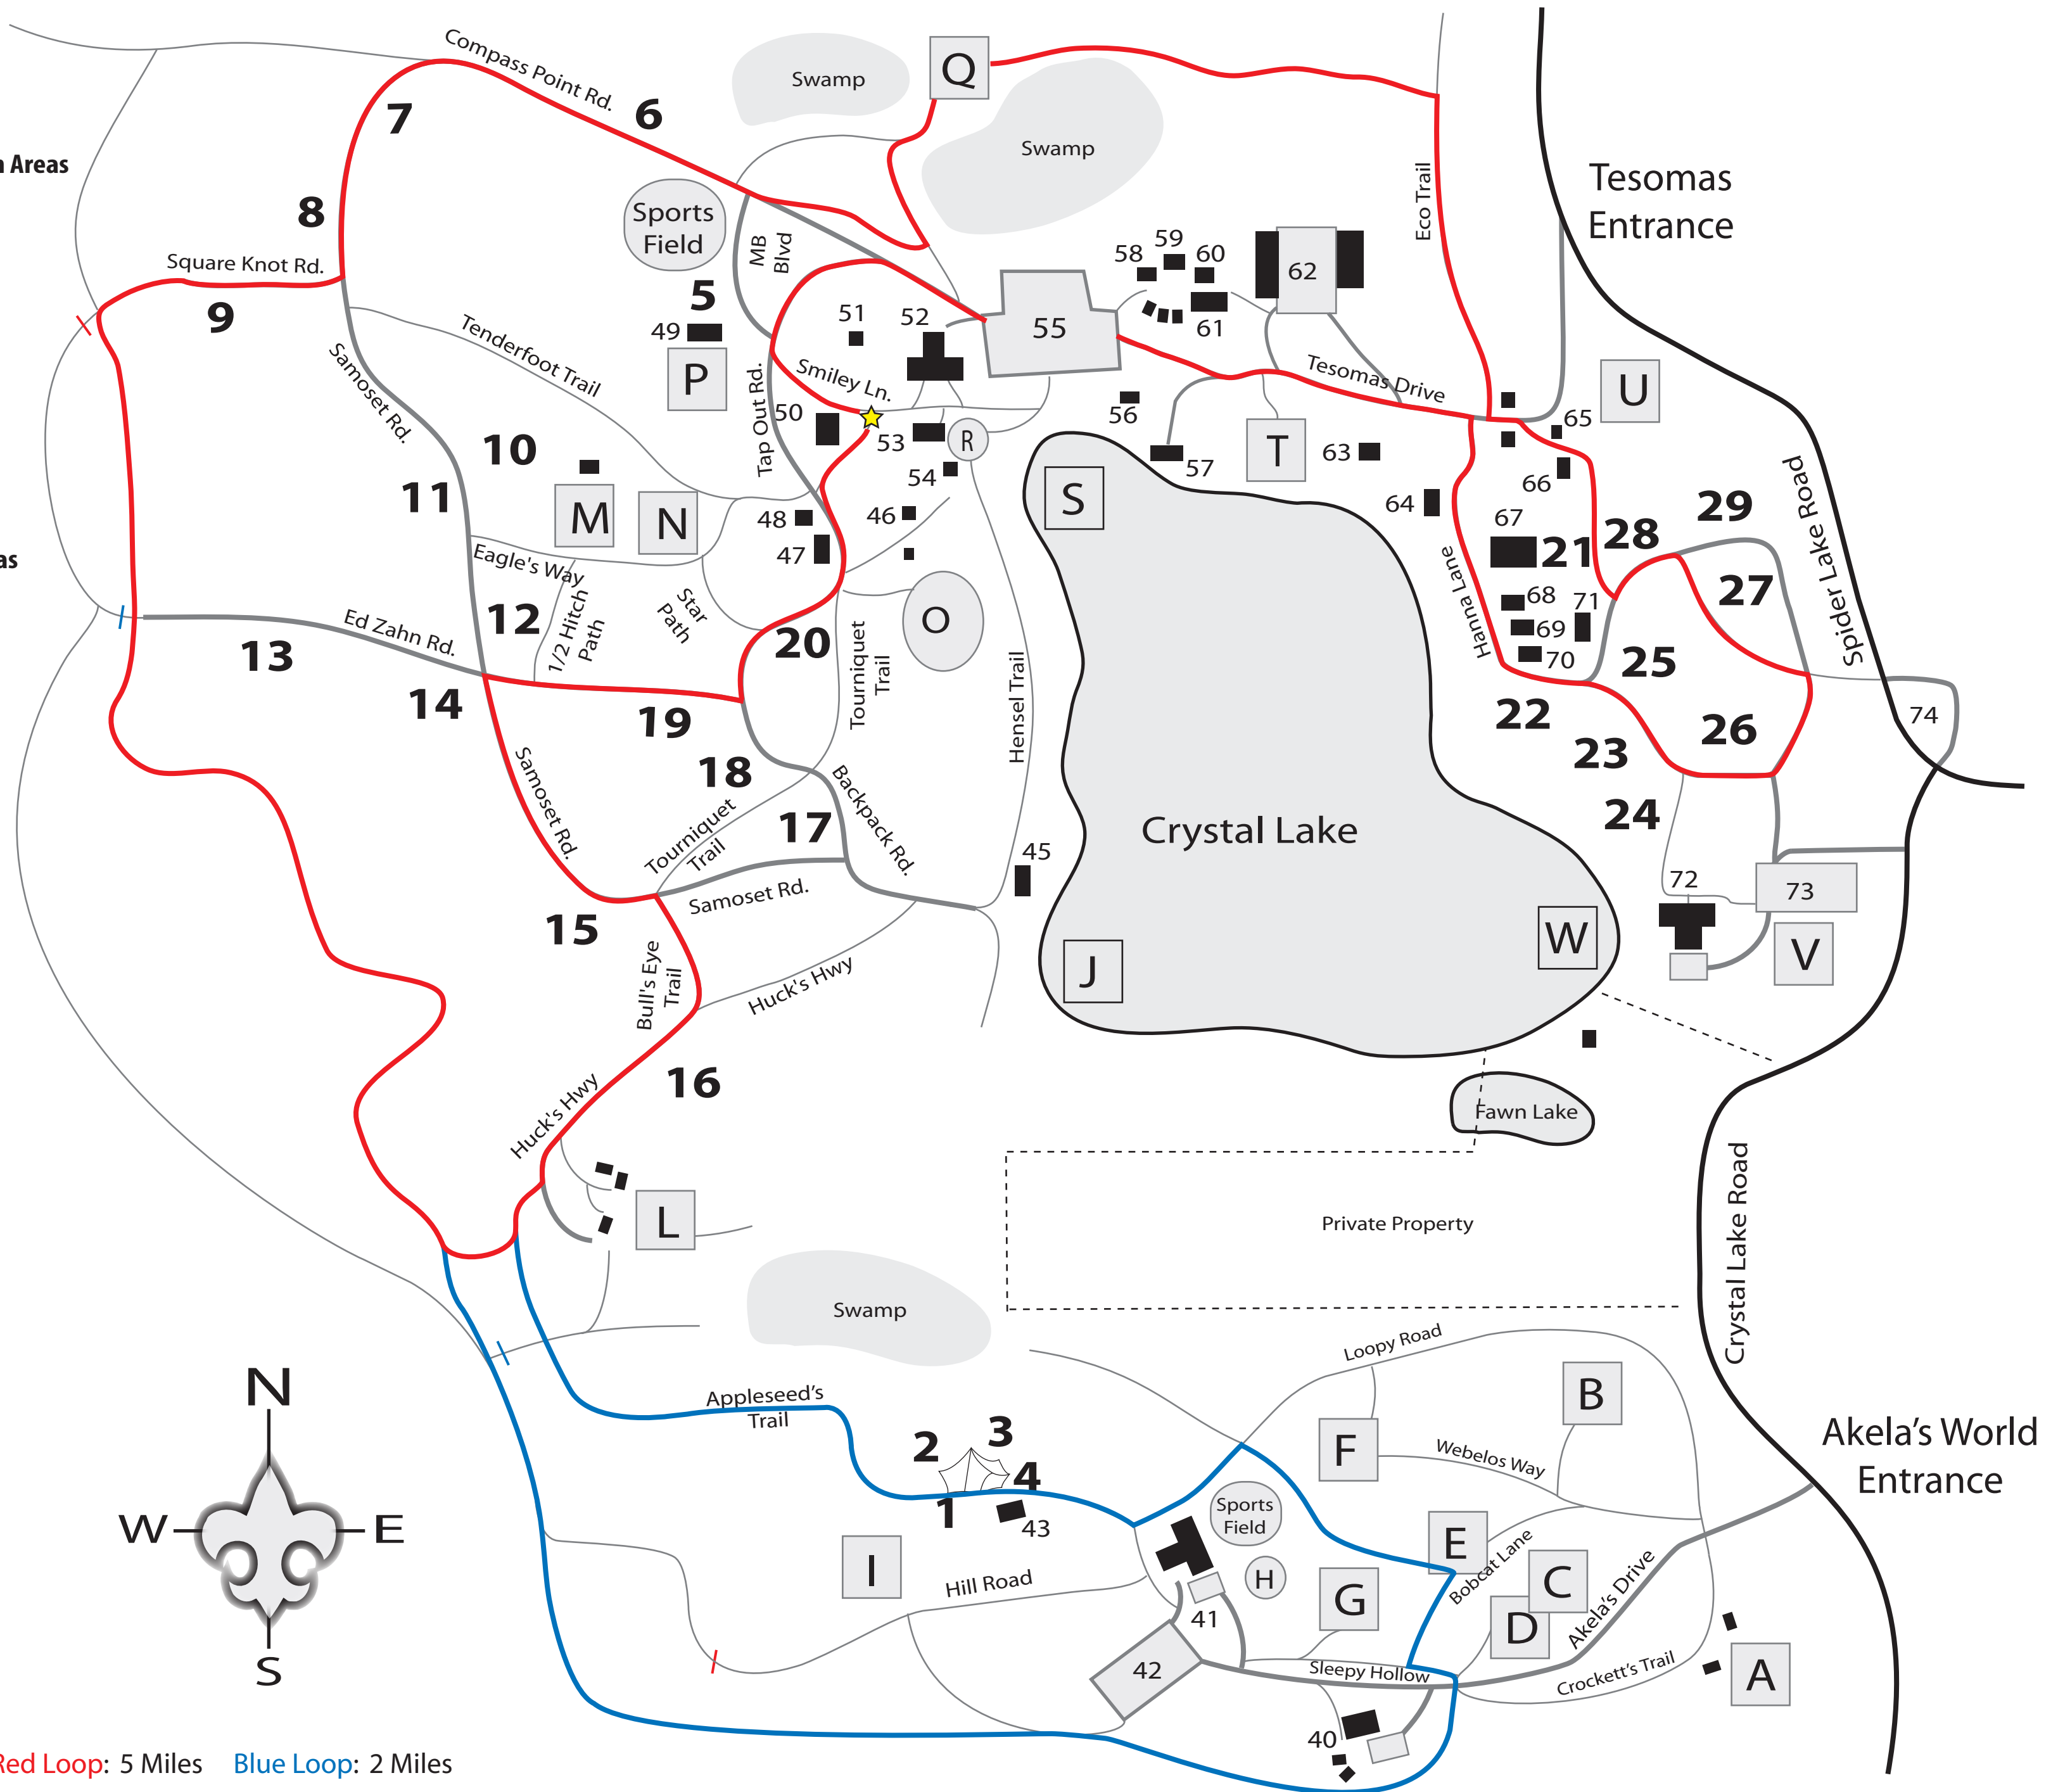 Compass Point Rd.
Q
Swamp
7
6
Swamp
n Areas
Tesomas
Entrance
Eco Trail
8
Sports
Field
MB
Blvd
Square Knot Rd.
58
59
60
62
5
9
51
52
55
61
49
Tenderfoot Trail
Samoset Rd.
P
Smiley Ln.
Tap Out Rd.
Tesomas Drive
U
50
56
65
53
R
T
63
57
10
54
66
11
M
N
S
64
29
48
46
67
28
47
21
Spider Lake Road
as
Eagle's Way
Hanna Lane
27
68
71
12
Star
Path
O
69
Ed Zahn Rd.
1/2 Hitch
Path
20
70
13
Tourniquet
Trail
25
14
19
Hensel Trail
22
26
74
23
18
Samoset Rd.
Backpack Rd.
24
17
Crystal Lake
Tourniquet
Trail
45
72
73
Samoset Rd.
15
W
V
Bull's Eye
Trail
Huck's Hwy
J
16
Fawn Lake
Huck's Hwy
L
Private Property
Crystal Lake Road
Swamp
Loopy Road
N
B
Appleseed's
Trail
2
3
F
Webelos Way
Akela's World
Entrance
4
1
43
Sports
Field
W
E
E
Bobcat Lane
I
Hill Road
H
G
C
D
Akela's Drive
41
S
42
Sleepy Hollow
Crockett's Trail
A
40
Red Loop: 5 Miles Blue Loop: 2 Miles